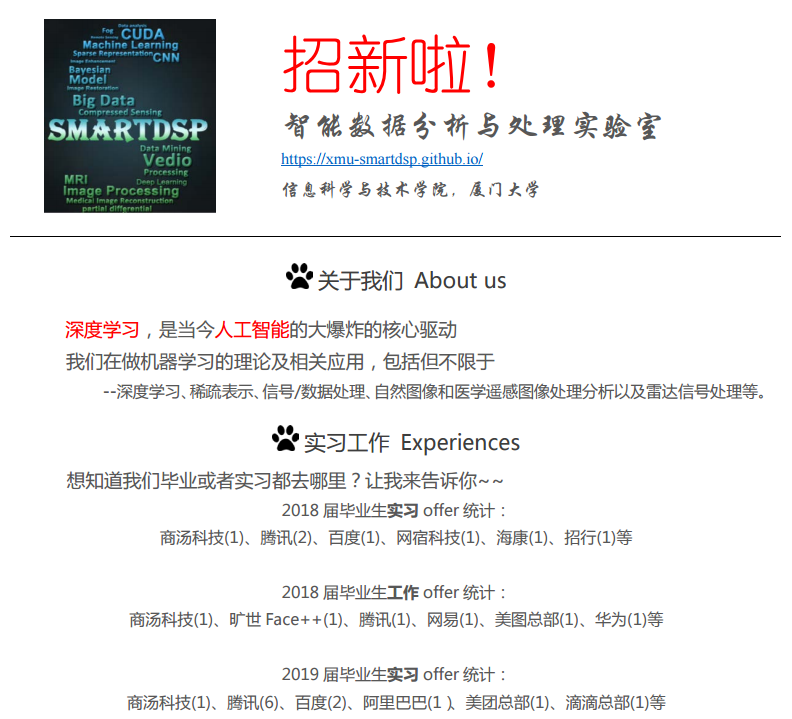 Data analysis
Fog CUDA
Remote Sensing
Machine Learning
Sparse Representation CNN
Image Enhancement
Bayesian
Model
Image Restoration
Big Data
Compressed Sensing
SMARTDSP
Data Mining
Vedio
Processing
MRI Deep Learning
Image Processing
Medical Image Reconstruction
partial differential
招新啦!
智能数据分析与处理实验室
https://xmu-smartdsp.github.io/
信息科学与技术学院，厦门大学
关于我们 About us
深度学习，是当今人工智能的大爆炸的核心驱动
我们在做机器学习的理论及相关应用，包括但不限于
--深度学习、稀疏表示、信号/数据处理、自然图像和医学遥感图像处理分析以及雷达信号处理等。
实习工作 Experiences
想知道我们毕业或者实习都去哪里？让我来告诉你~~
2018 届毕业生实习 offer 统计：
商汤科技(1)、腾讯(2)、百度(1)、网宿科技(1)、海康(1)、招行(1)等
2018 届毕业生工作 offer 统计：
商汤科技(1)、旷世 Face++(1)、腾讯(1)、网易(1)、美图总部(1)、华为(1)等
2019 届毕业生实习 offer 统计：
商汤科技(1)、腾讯(6)、百度(2)、阿里巴巴(1 )、美团总部(1)、滴滴总部(1)等